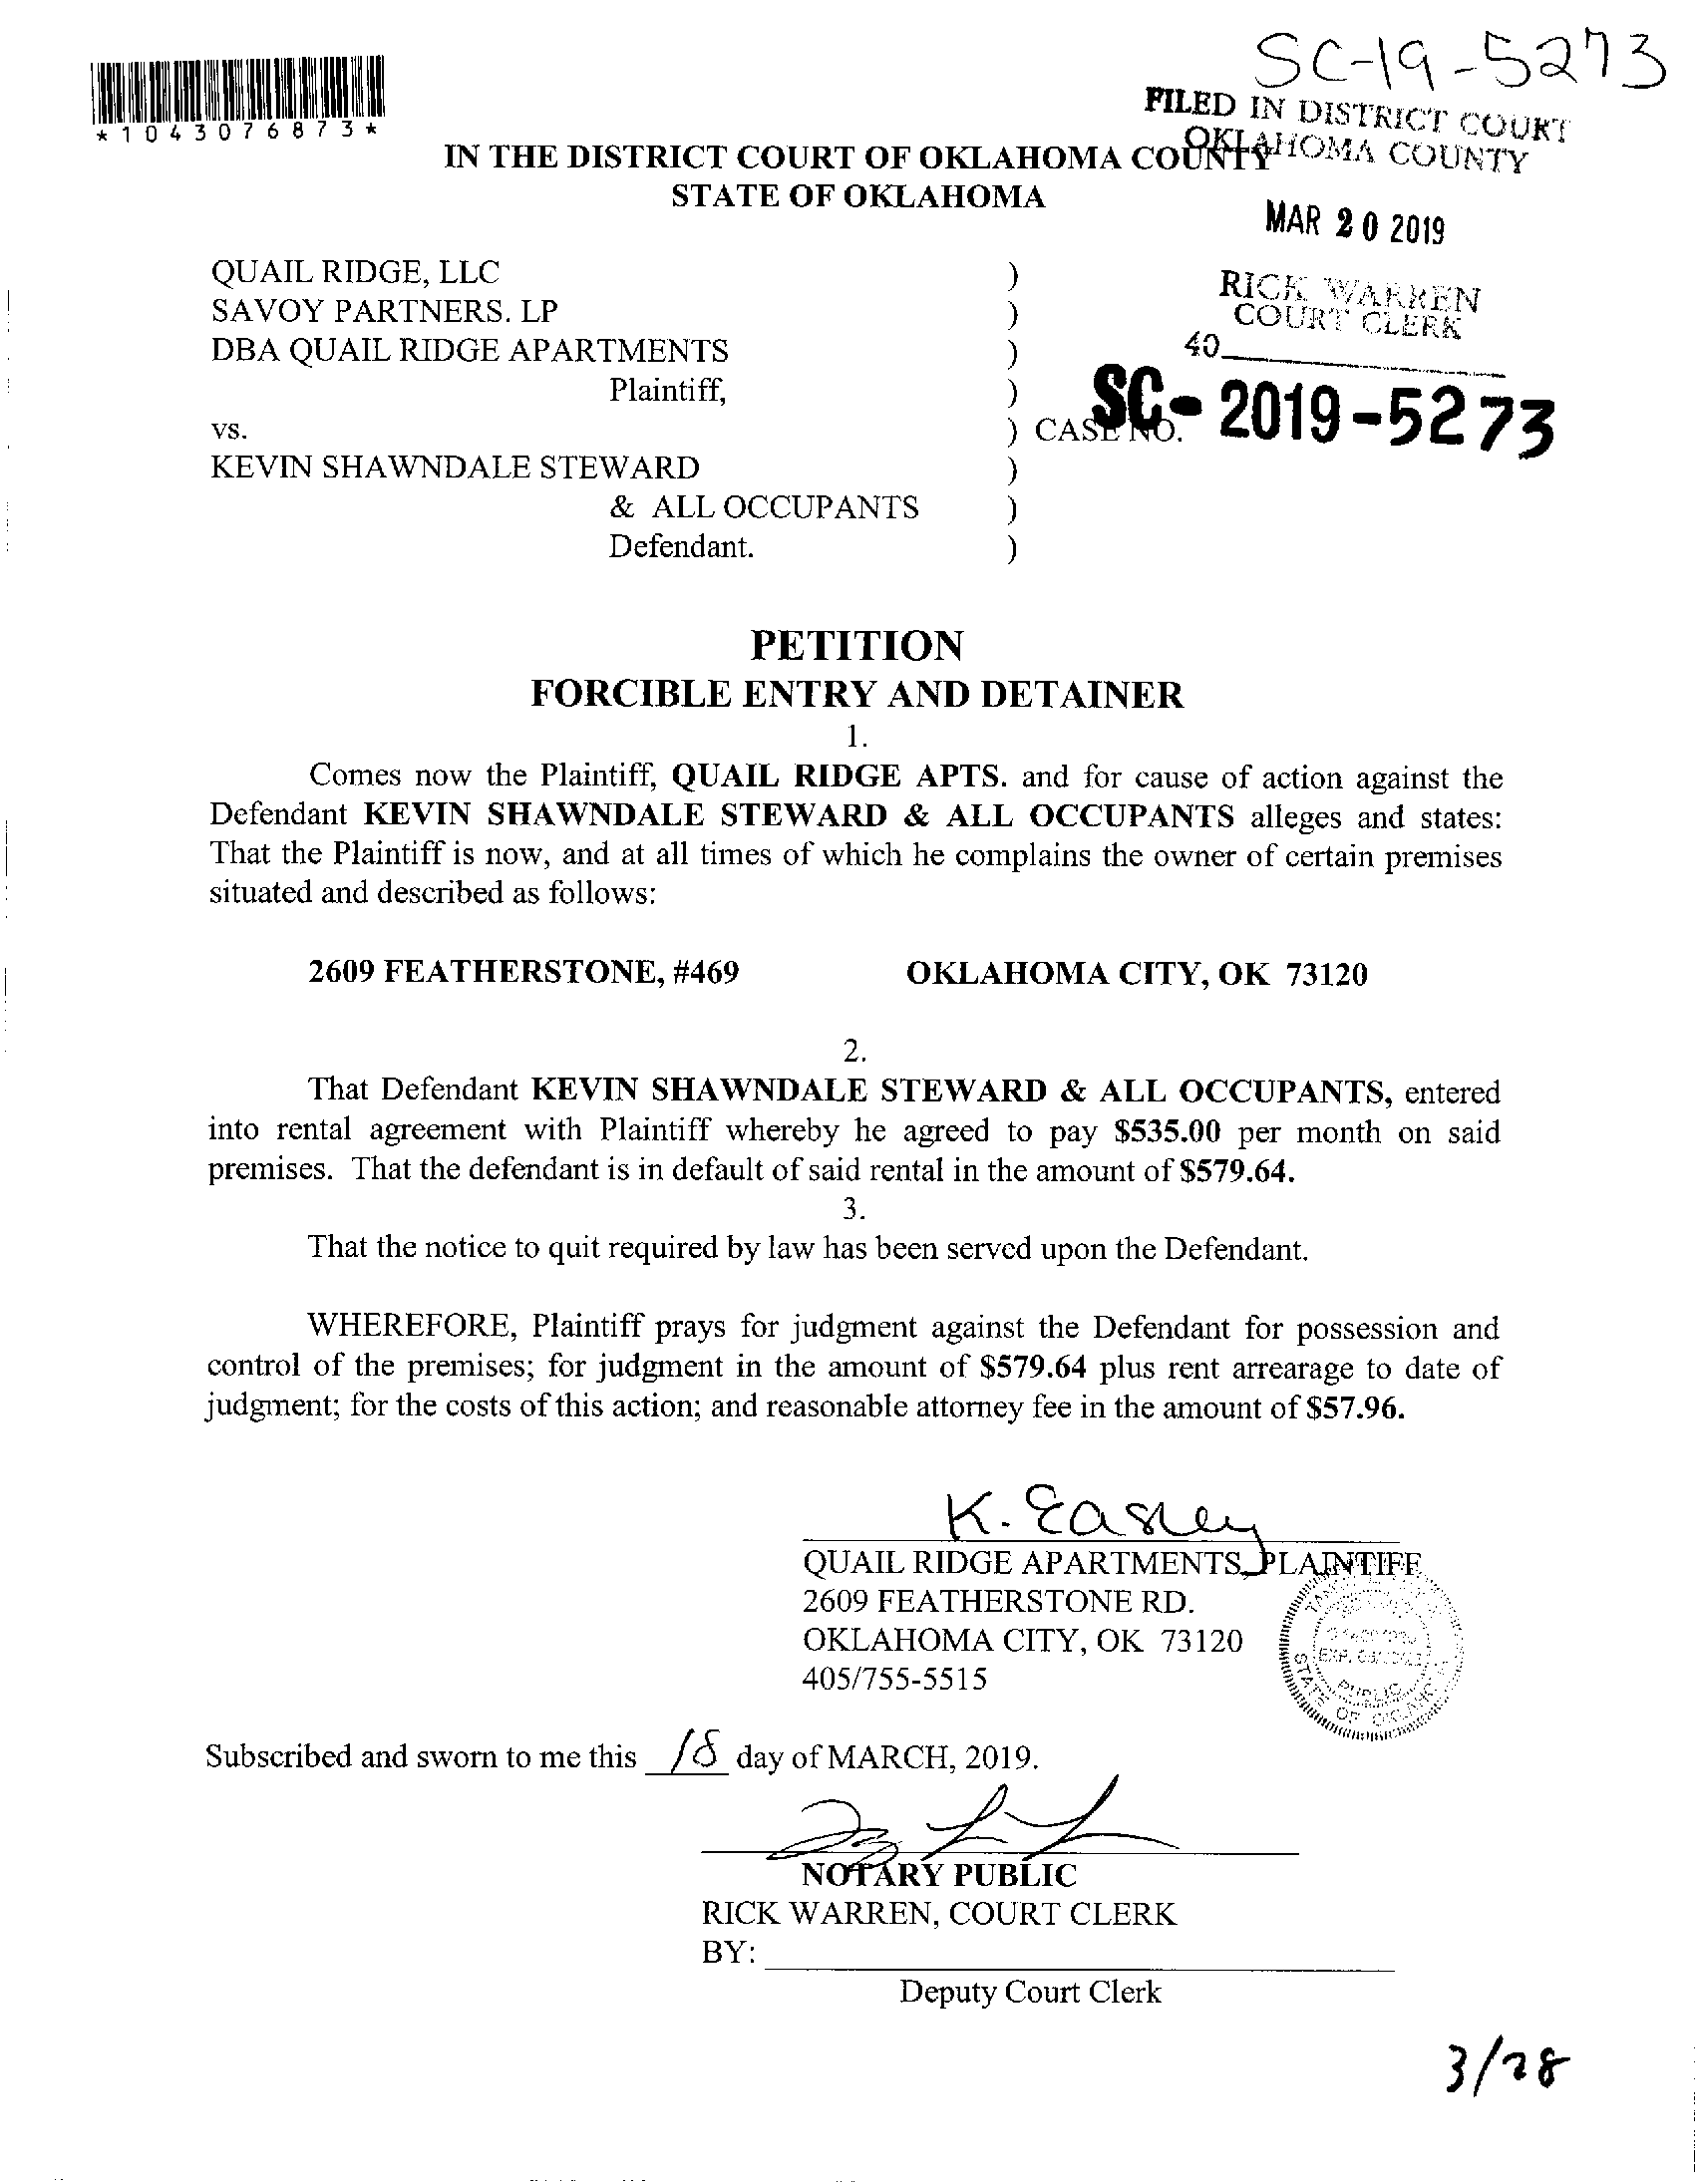 SC-19-5273
*1043076873*
FILED IN DISTRICT COURT
OKLAHOMA COUNTY
IN THE DISTRICT COURT OF OKLAHOMA COUNTY
STATE OF OKLAHOMA
MAR 20 2019
RICK WARREN
COURT CLERK
40
QUAIL RIDGE, LLC )
SAVOY PARTNERS. LP )
DBA QUAIL RIDGE APARTMENTS )
Plaintiff, )
vs. ) CASE NO. SC-2019-5273
KEVIN SHAWNDALE STEWARD )
& ALL OCCUPANTS )
Defendant. )
PETITION
FORCIBLE ENTRY AND DETAINER
1.
Comes now the Plaintiff, QUAIL RIDGE APTS. and for cause of action against the
Defendant KEVIN SHAWNDALE STEWARD & ALL OCCUPANTS alleges and states:
That the Plaintiff is now, and at all times of which he complains the owner of certain premises
situated and described as follows:
2609 FEATHERSTONE, #469 OKLAHOMA CITY, OK 73120
2.
That Defendant KEVIN SHAWNDALE STEWARD & ALL OCCUPANTS, entered
into rental agreement with Plaintiff whereby he agreed to pay $535.00 per month on said
premises. That the defendant is in default of said rental in the amount of $579.64.
3.
That the notice to quit required by law has been served upon the Defendant.
WHEREFORE, Plaintiff prays for judgment against the Defendant for possession and
control of the premises; for judgment in the amount of $579.64 plus rent arrearage to date of
judgment; for the costs of this action; and reasonable attorney fee in the amount of $57.96.
K. Easley
QUAIL RIDGE APARTMENTS, PLAINTIFF
2609 FEATHERSTONE RD.
OKLAHOMA CITY, OK 73120
405/755-5515
EXP.
PUBLIC
STATE OF OKLAHOMA
Subscribed and sworn to me this 18 day of MARCH, 2019.
NOTARY PUBLIC
RICK WARREN, COURT CLERK
BY:
Deputy Court Clerk
3/28